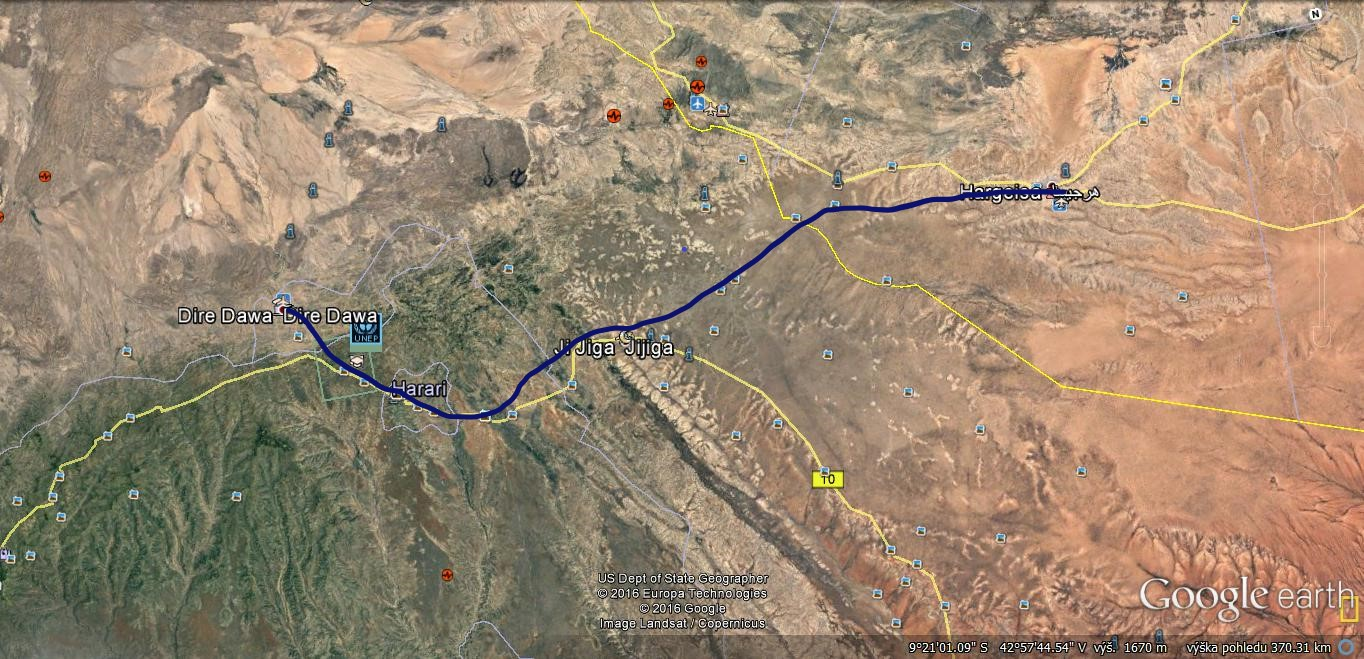 N
Hargeisa هرجيسا
Dire Dawa Dire Dawa
UNEP
Ji Jiga Jijiga
Harari
T0
US Dept of State Geographer
© 2016 Europa Technologies
© 2016 Google
Image Landsat / Copernicus
Google earth
9°21'01.09" S 42°57'44.54" V výš. 1670 m výška pohledu 370.31 km